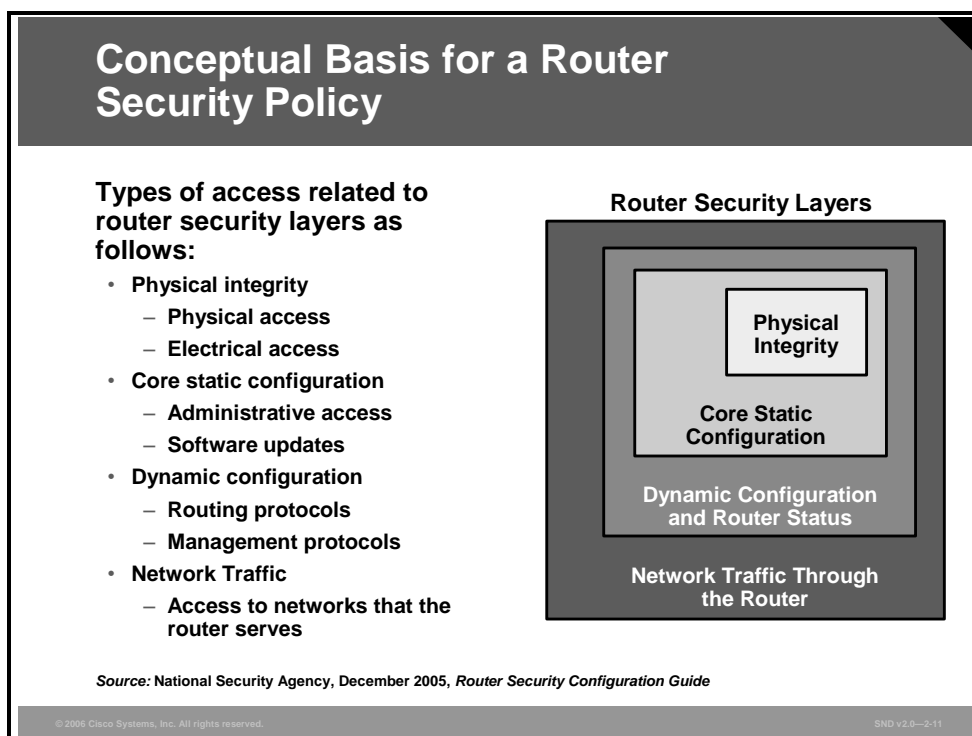 Conceptual Basis for a Router
Security Policy
Types of access related to
router security layers as
follows:
• Physical integrity
– Physical access
– Electrical access
• Core static configuration
– Administrative access
– Software updates
• Dynamic configuration
– Routing protocols
– Management protocols
• Network Traffic
– Access to networks that the
router serves
Router Security Layers
Physical
Integrity
Core Static
Configuration
Dynamic Configuration
and Router Status
Network Traffic Through
the Router
Source: National Security Agency, December 2005, Router Security Configuration Guide
© 2006 Cisco Systems, Inc. All rights reserved.
SND v2.0—2-11